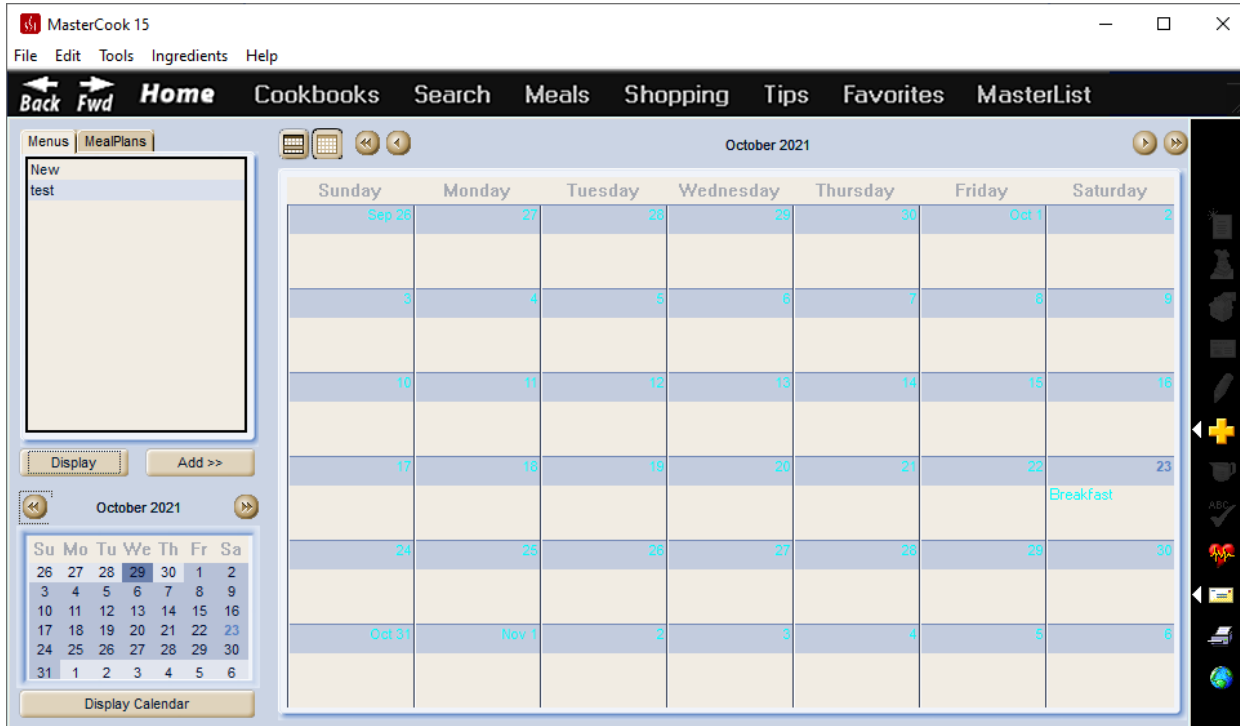 MasterCook 15
File Edit Tools Ingredients Help
Back Fwd Home Cookbooks Search Meals Shopping Tips Favorites MasterList
Menus MealPlans
New
test
Display Add >>
October 2021
Su Mo Tu We Th Fr Sa
26 27 28 29 30 1 2
3 4 5 6 7 8 9
10 11 12 13 14 15 16
17 18 19 20 21 22 23
24 25 26 27 28 29 30
31 1 2 3 4 5 6
Display Calendar
October 2021
Sunday Monday Tuesday Wednesday Thursday Friday Saturday
Sep 26 27 28 29 30 Oct 1 2
3 4 5 6 7 8 9
10 11 12 13 14 15 16
17 18 19 20 21 22 23
Breakfast
24 25 26 27 28 29 30
Oct 31 Nov 1 2 3 4 5 6
ABC